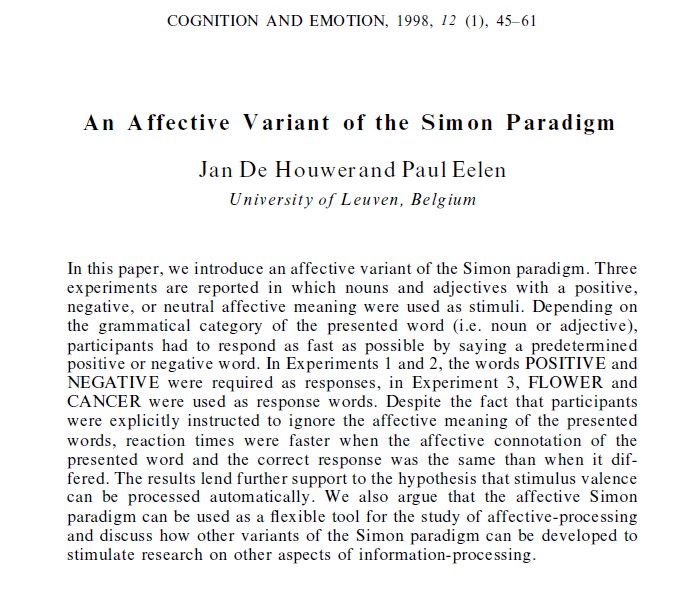 COGNITION AND EMOTION, 1998, 12 (1), 45–61
An Affective Variant of the Simon Paradigm
Jan De Houwer and Paul Eelen
University of Leuven, Belgium
In this paper, we introduce an affective variant of the Simon paradigm. Three
experiments are reported in which nouns and adjectives with a positive,
negative, or neutral affective meaning were used as stimuli. Depending on
the grammatical category of the presented word (i.e. noun or adjective),
participants had to respond as fast as possible by saying a predetermined
positive or negative word. In Experiments 1 and 2, the words POSITIVE and
NEGATIVE were required as responses, in Experiment 3, FLOWER and
CANCER were used as response words. Despite the fact that participants
were explicitly instructed to ignore the affective meaning of the presented
words, reaction times were faster when the affective connotation of the
presented word and the correct response was the same than when it dif-
fered. The results lend further support to the hypothesis that stimulus valence
can be processed automatically. We also argue that the affective Simon
paradigm can be used as a flexible tool for the study of affective-processing
and discuss how other variants of the Simon paradigm can be developed to
stimulate research on other aspects of information-processing.